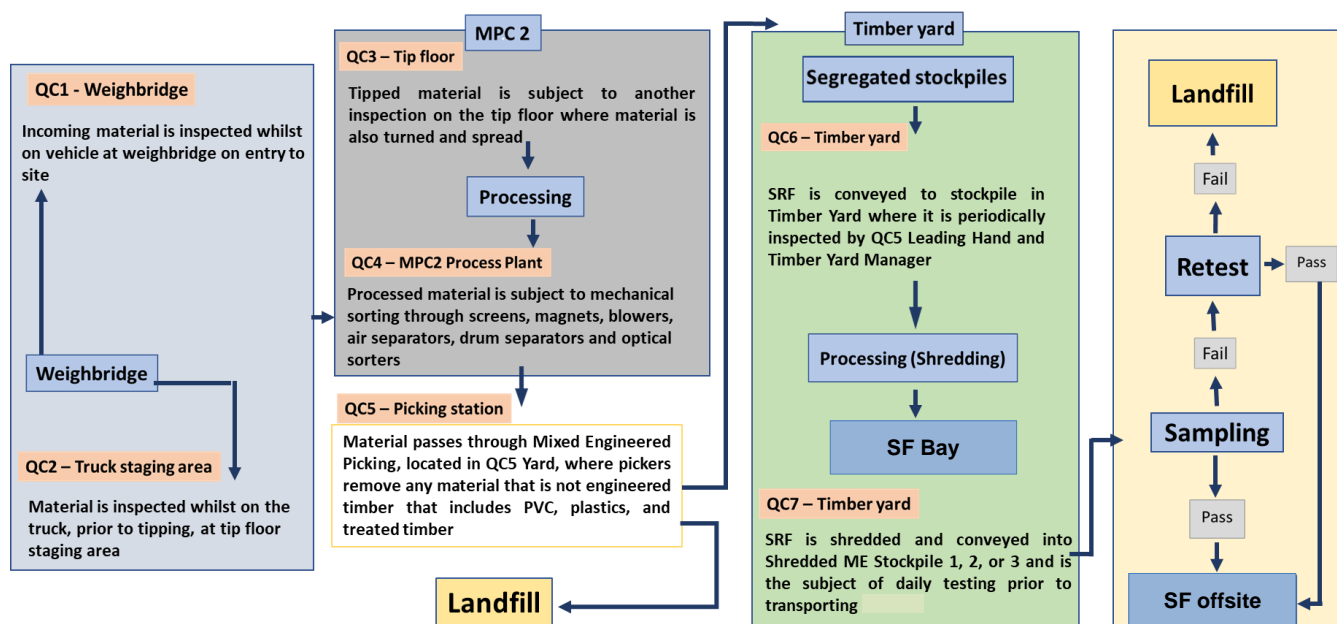 QC1 - Weighbridge
Incoming material is inspected whilst
on vehicle at weighbridge on entry to
site
Weighbridge
QC2 – Truck staging area
Material is inspected whilst on the
truck, prior to tipping, at tip floor
staging area
MPC 2
QC3 – Tip floor
Tipped material is subject to another
inspection on the tip floor where material is
also turned and spread
Processing
QC4 – MPC2 Process Plant
Processed material is subject to mechanical
sorting through screens, magnets, blowers,
air separators, drum separators and optical
sorters
QC5 – Picking station
Material passes through Mixed Engineered
Picking, located in QC5 Yard, where pickers
remove any material that is not engineered
timber that includes PVC, plastics, and
treated timber
Landfill
Timber yard
Segregated stockpiles
QC6 – Timber yard
SRF is conveyed to stockpile in
Timber Yard where it is periodically
inspected by QC5 Leading Hand and
Timber Yard Manager
Processing (Shredding)
SF Bay
QC7 – Timber yard
SRF is shredded and conveyed into
Shredded ME Stockpile 1, 2, or 3 and is
the subject of daily testing prior to
transporting
Landfill
Fail
Retest
Pass
Fail
Sampling
Pass
SF offsite